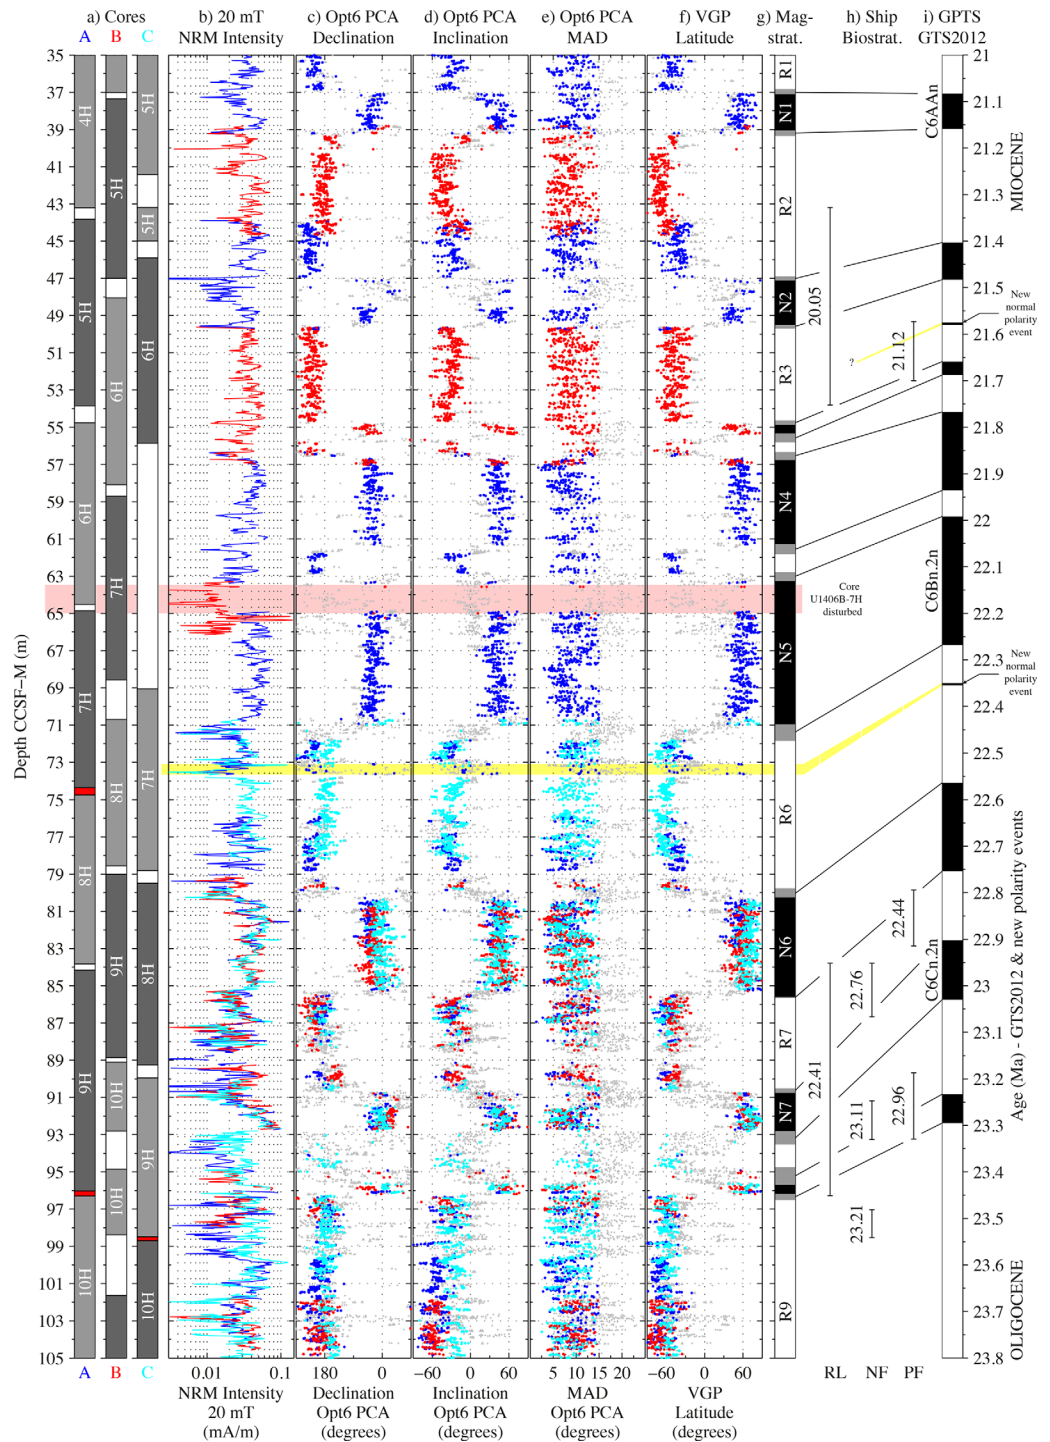 a) Cores
b) 20 mT
c) Opt6 PCA
d) Opt6 PCA
e) Opt6 PCA
f) VGP
g) Mag-
h) Ship
i) GPTS
A
B
C
NRM Intensity
Declination
Inclination
MAD
Latitude
strat.
Biostrat.
GTS2012
Depth CCSF–M (m)
35
37
39
41
43
45
47
49
51
53
55
57
59
61
63
65
67
69
71
73
75
77
79
81
83
85
87
89
91
93
95
97
99
101
103
105
4H
5H
6H
7H
8H
9H
10H
5H
6H
7H
8H
9H
10H
10H
5H
5H
6H
7H
8H
9H
10H
R1
N1
R2
N2
R3
N4
N5
R6
N6
R7
N7
R9
20.05
21.12
?
Core
U1406B-7H
disturbed
22.44
22.76
22.41
22.96
23.11
23.21
C6AAn
C6Bn.2n
C6Cn.2n
New
normal
polarity
event
New
normal
polarity
event
21
21.1
21.2
21.3
21.4
21.5
21.6
21.7
21.8
21.9
22
22.1
22.2
22.3
22.4
22.5
22.6
22.7
22.8
22.9
23
23.1
23.2
23.3
23.4
23.5
23.6
23.7
23.8
MIOCENE
Age (Ma) - GTS2012 & new polarity events
OLIGOCENE
A
B
C
0.01
0.1
180
0
−60
0
60
5
10
15
20
−60
0
60
RL
NF
PF
NRM Intensity
20 mT
(mA/m)
Declination
Opt6 PCA
(degrees)
Inclination
Opt6 PCA
(degrees)
MAD
Opt6 PCA
(degrees)
VGP
Latitude
(degrees)